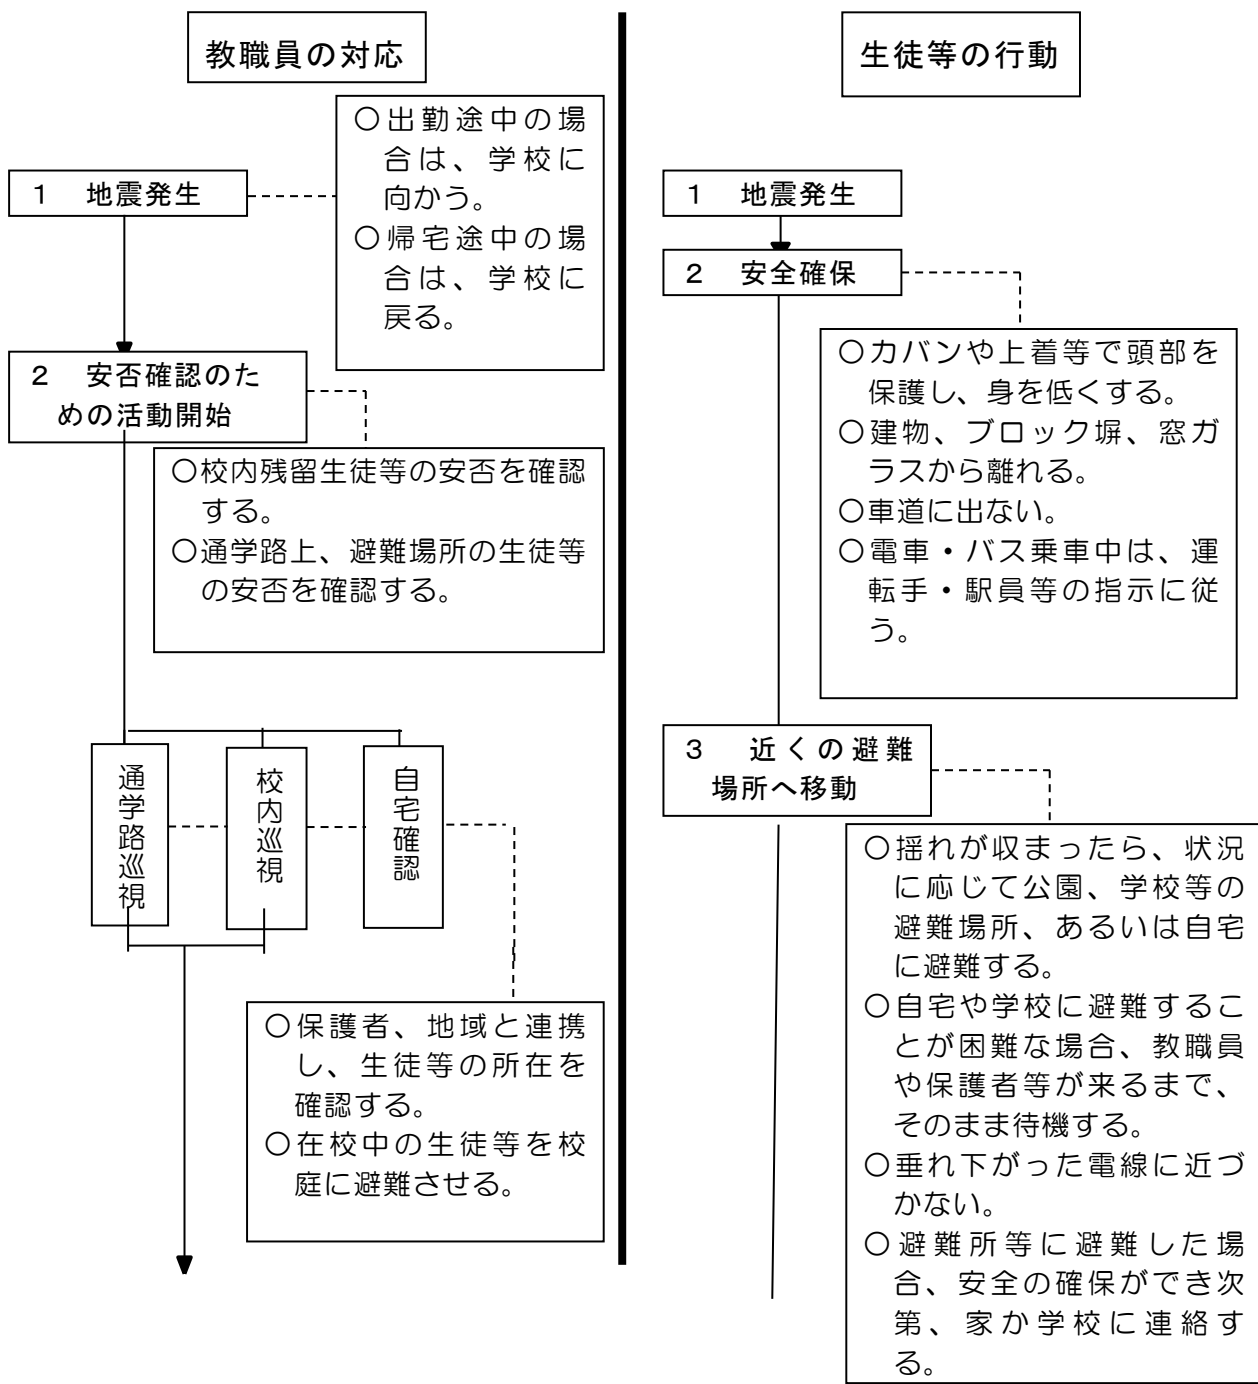 教職員の対応
○出勤途中の場
合は、学校に
向かう。
○帰宅途中の場
合は、学校に
戻る。
1 地震発生
2 安否確認のた
めの活動開始
○校内残留生徒等の安否を確認
する。
○通学路上、避難場所の生徒等
の安否を確認する。
通学路巡視
校内巡視
自宅確認
○保護者、地域と連携
し、生徒等の所在を
確認する。
○在校中の生徒等を校
庭に避難させる。
生徒等の行動
1 地震発生
2 安全確保
○カバンや上着等で頭部を
保護し、身を低くする。
○建物、ブロック塀、窓ガ
ラスから離れる。
○車道に出ない。
○電車・バス乗車中は、運
転手・駅員等の指示に従
う。
3 近くの避難
場所へ移動
○揺れが収まったら、状況
に応じて公園、学校等の
避難場所、あるいは自宅
に避難する。
○自宅や学校に避難するこ
とが困難な場合、教職員
や保護者等が来るまで、
そのまま待機する。
○垂れ下がった電線に近づ
かない。
○避難所等に避難した場
合、安全の確保ができ次
第、家か学校に連絡す
る。